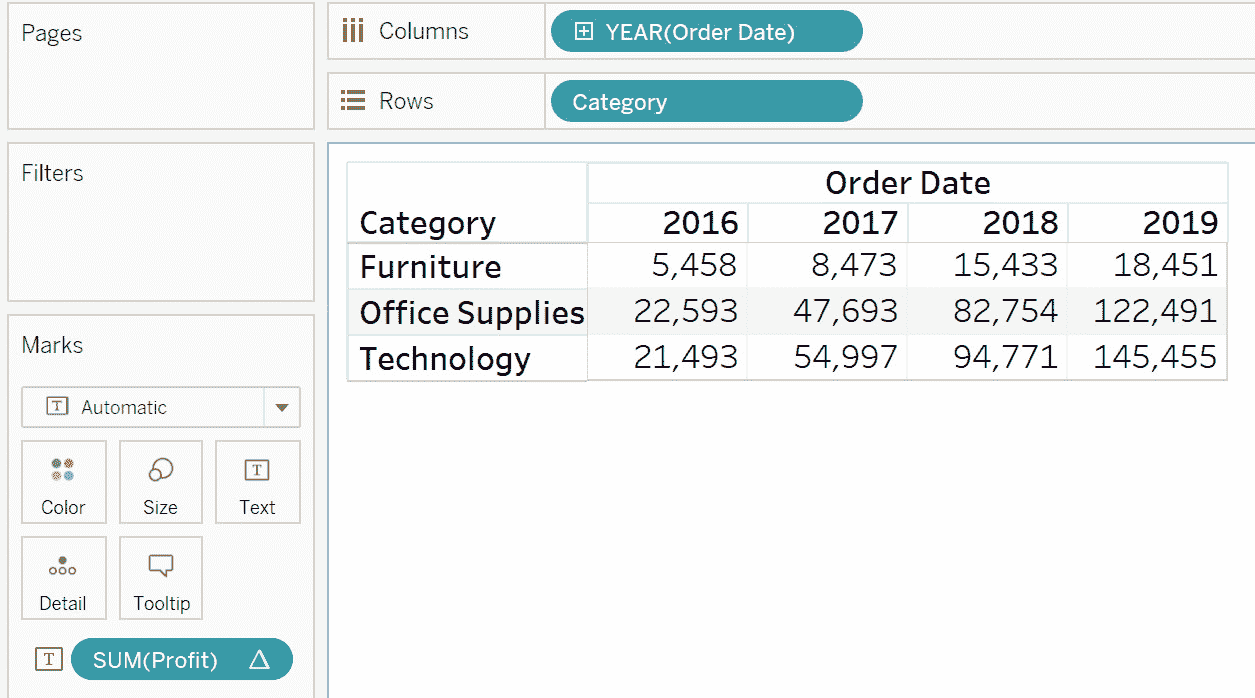 Pages
Columns
YEAR(Order Date)
Rows
Category
Filters
Order Date
Category 2016 2017 2018 2019
Furniture 5,458 8,473 15,433 18,451
Office Supplies 22,593 47,693 82,754 122,491
Technology 21,493 54,997 94,771 145,455
Marks
T Automatic
Color
Size
T
Text
Detail
Tooltip
T SUM(Profit) △